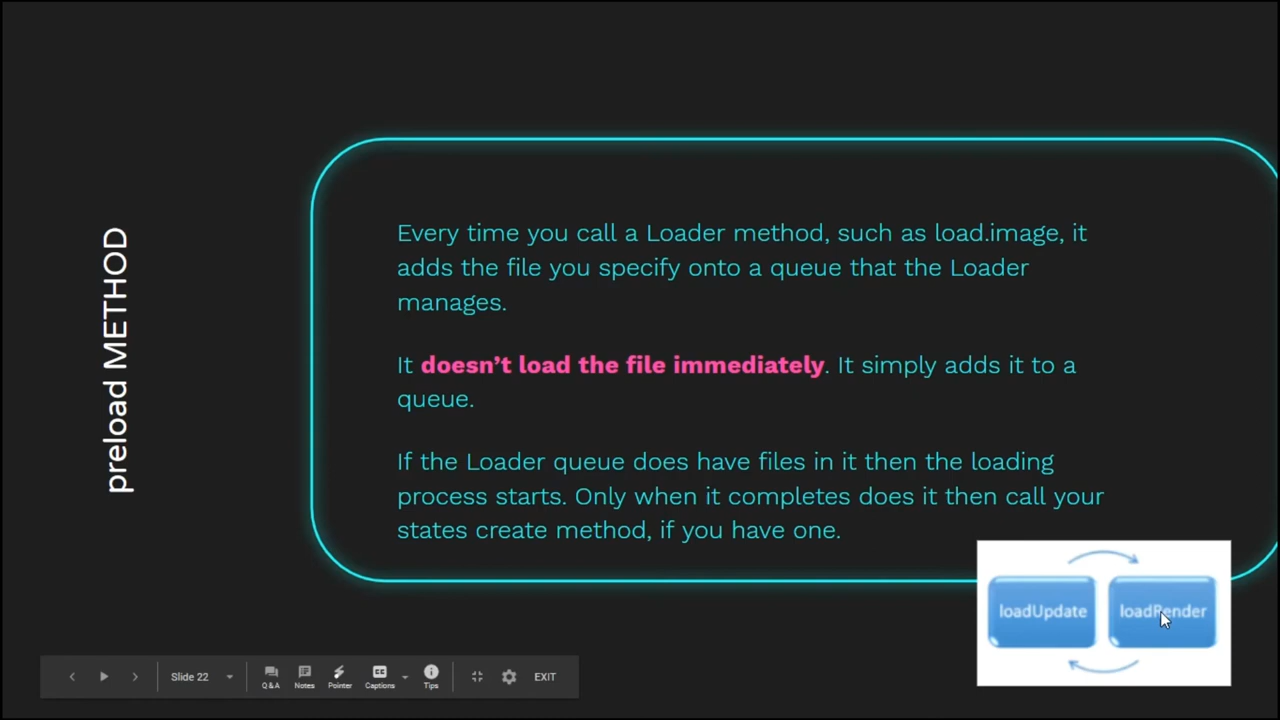 preload METHOD
Every time you call a Loader method, such as load.image, it
adds the file you specify onto a queue that the Loader
manages.
It doesn’t load the file immediately. It simply adds it to a
queue.
If the Loader queue does have files in it then the loading
process starts. Only when it completes does it then call your
states create method, if you have one.
loadUpdate
loadRender
Slide 22
Q&A
Notes
Pointer
CC
Captions
Tips
EXIT